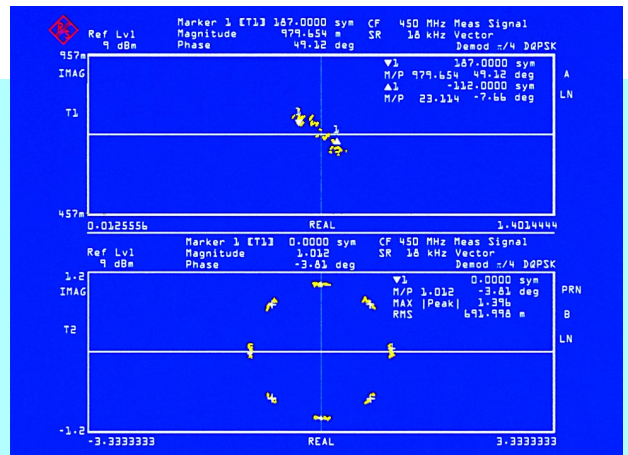 Marker 1 [T1] 187.0000 sym CF 450 MHz Meas Signal
Ref Lvl Magnitude 979.654 m SR 18 kHz Vector
9 dBm Phase 49.12 deg Demod π/4 DQPSK
957m
IMAG
▼1 187.0000 sym
M/P 979.654 49.12 deg
▲1 -112.0000 sym
M/P 23.114 -7.66 deg
A
LN
T1
1
1
457m
0.0125556 REAL 1.4014444
Marker 1 [T1] 0.0000 sym CF 450 MHz Meas Signal
Ref Lvl Magnitude 1.012 SR 18 kHz Vector
9 dBm Phase -3.81 deg Demod π/4 DQPSK
1.2
IMAG
▼1 0.0000 sym
M/P 1.012 -3.81 deg
MAX |Peak| 1.396
RMS 691.998 m
PRN
B
LN
T2
-1.2
-3.3333333 REAL 3.3333333